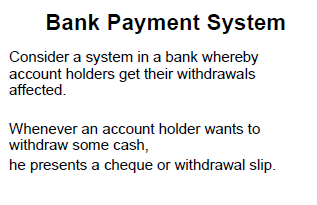 Bank Payment System
Consider a system in a bank whereby
account holders get their withdrawals
affected.
Whenever an account holder wants to
withdraw some cash,
he presents a cheque or withdrawal slip.